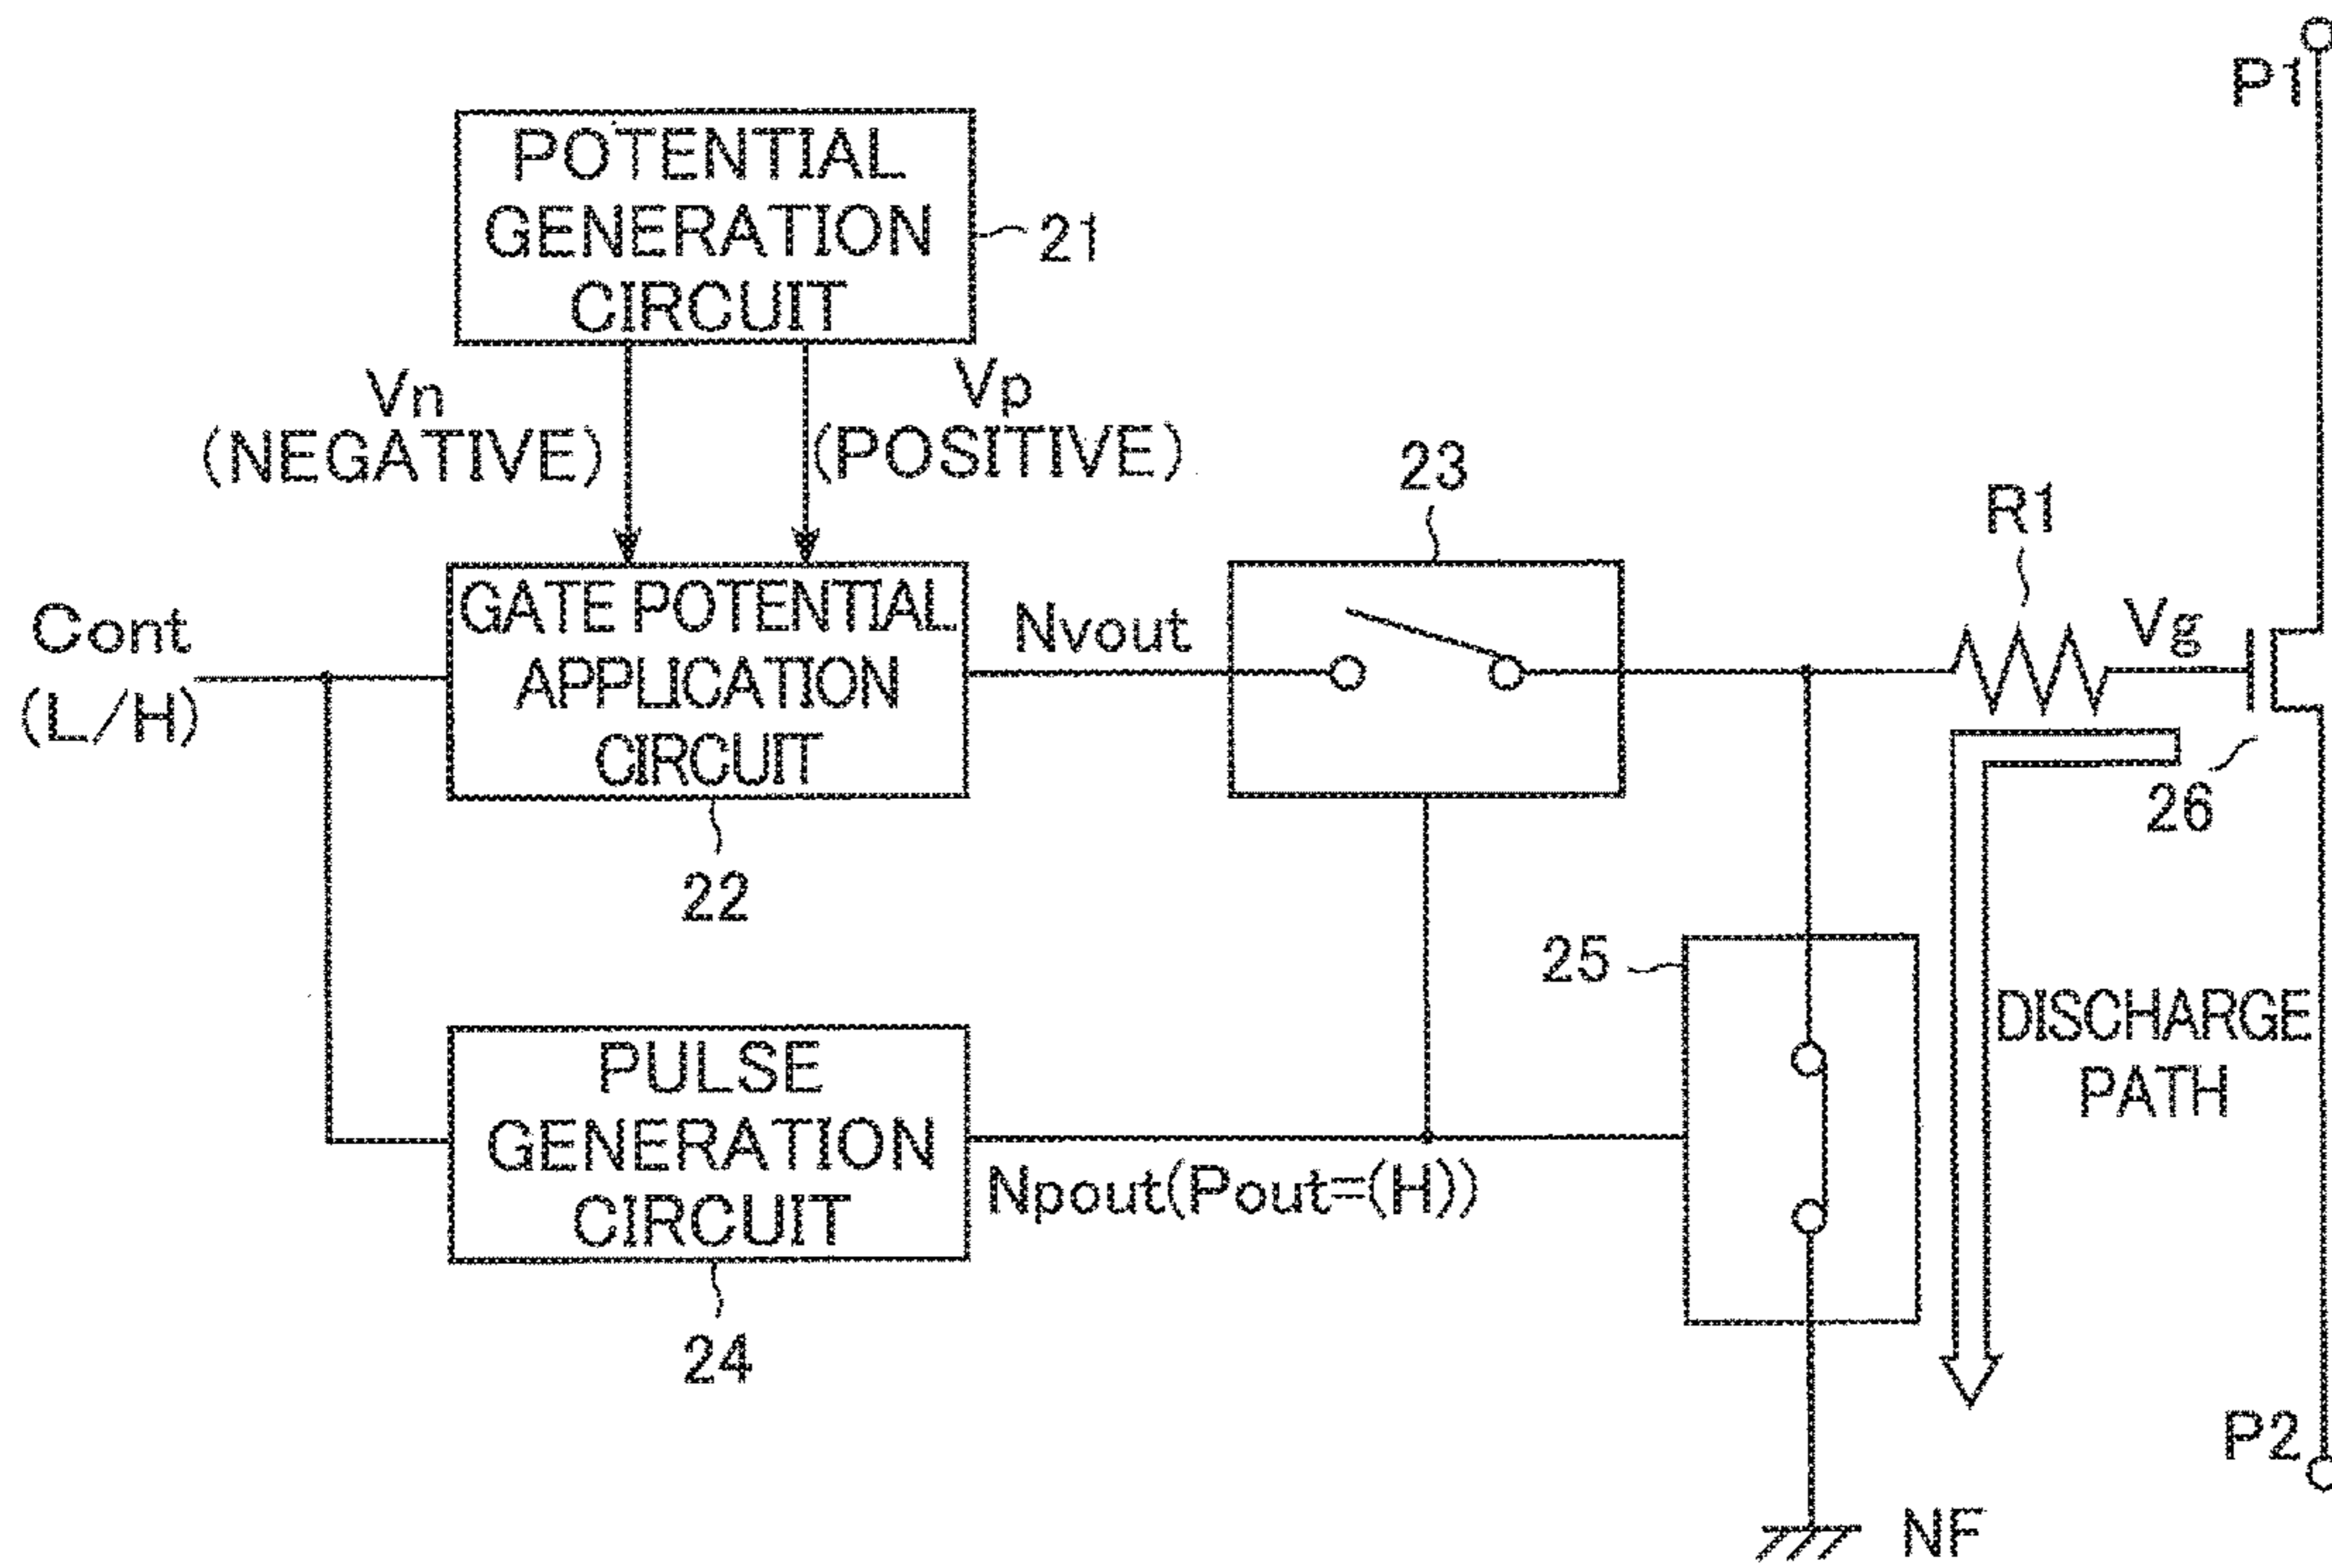 P1
POTENTIAL
GENERATION
CIRCUIT
21
Vn
(NEGATIVE)
Vp
(POSITIVE)
23
R1
Cont
(L/H)
GATE POTENTIAL
APPLICATION
CIRCUIT
Nvout
Vg
26
22
25
DISCHARGE
PATH
PULSE
GENERATION
CIRCUIT
Npout(Pout=(H))
24
P2
NF